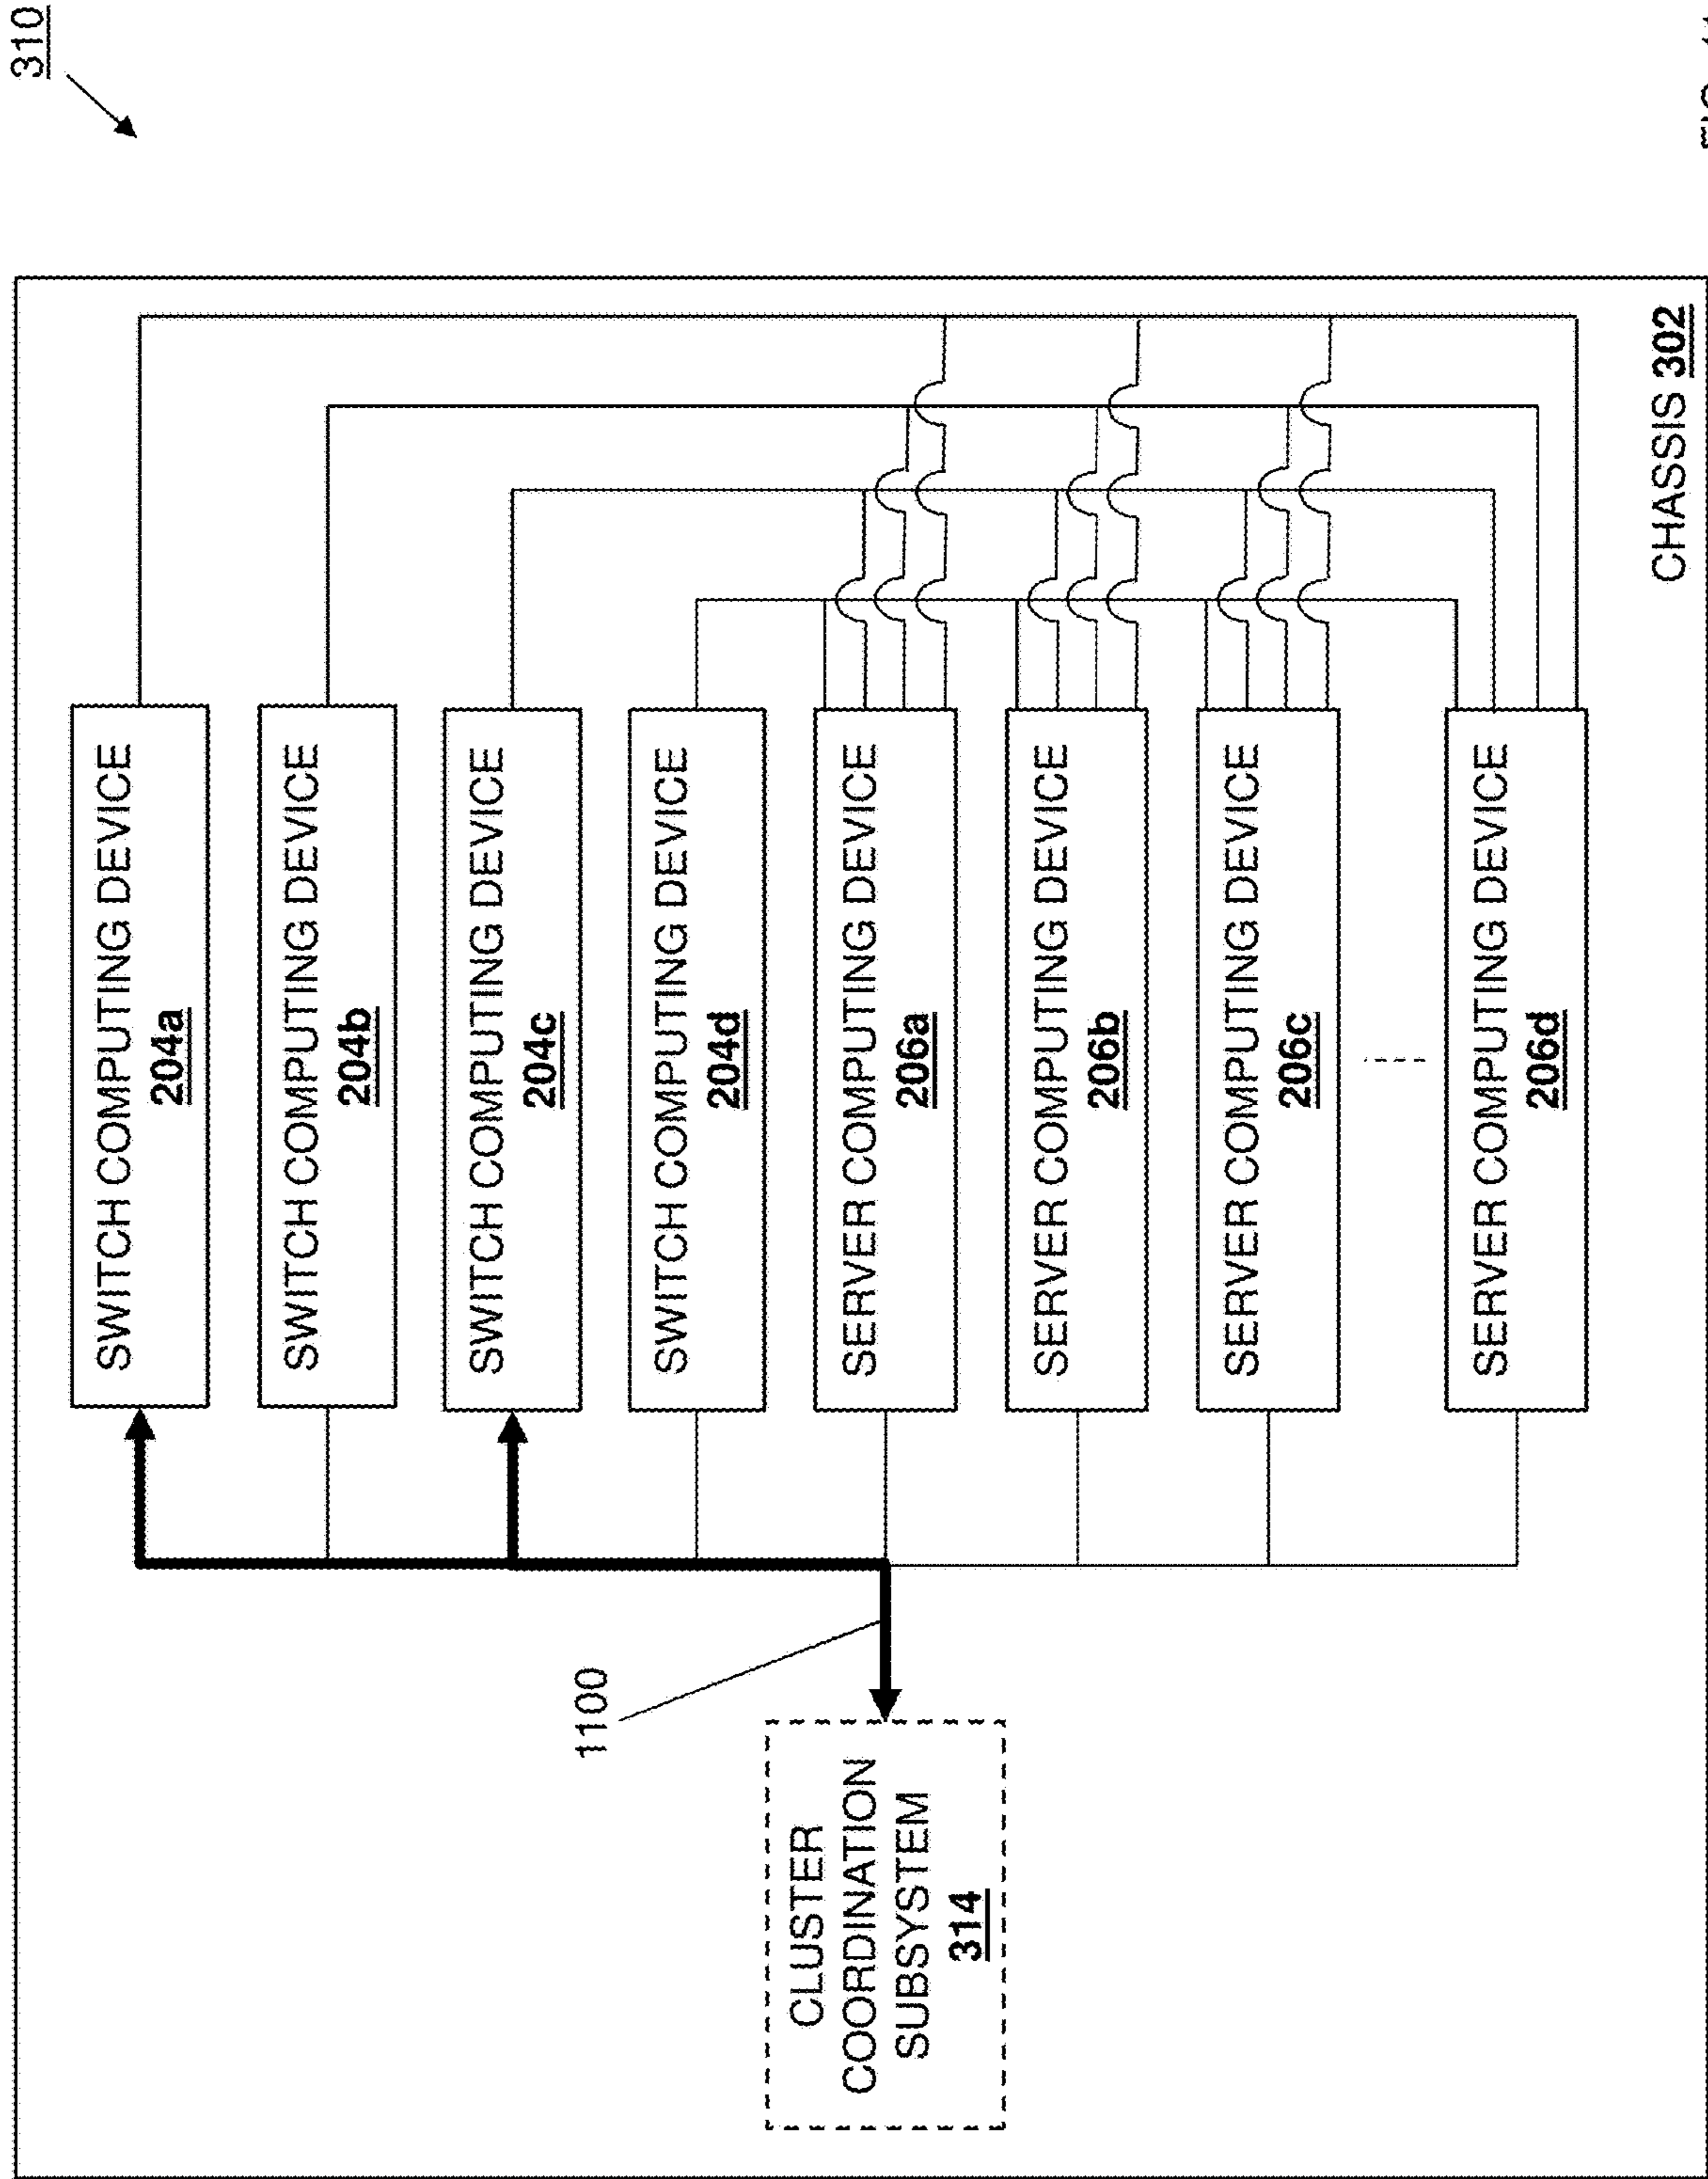 310
SWITCH COMPUTING DEVICE
204a
SWITCH COMPUTING DEVICE
204b
SWITCH COMPUTING DEVICE
204c
SWITCH COMPUTING DEVICE
204d
1100
CLUSTER
COORDINATION
SUBSYSTEM
314
SERVER COMPUTING DEVICE
206a
SERVER COMPUTING DEVICE
206b
SERVER COMPUTING DEVICE
206c
SERVER COMPUTING DEVICE
206d
CHASSIS 302